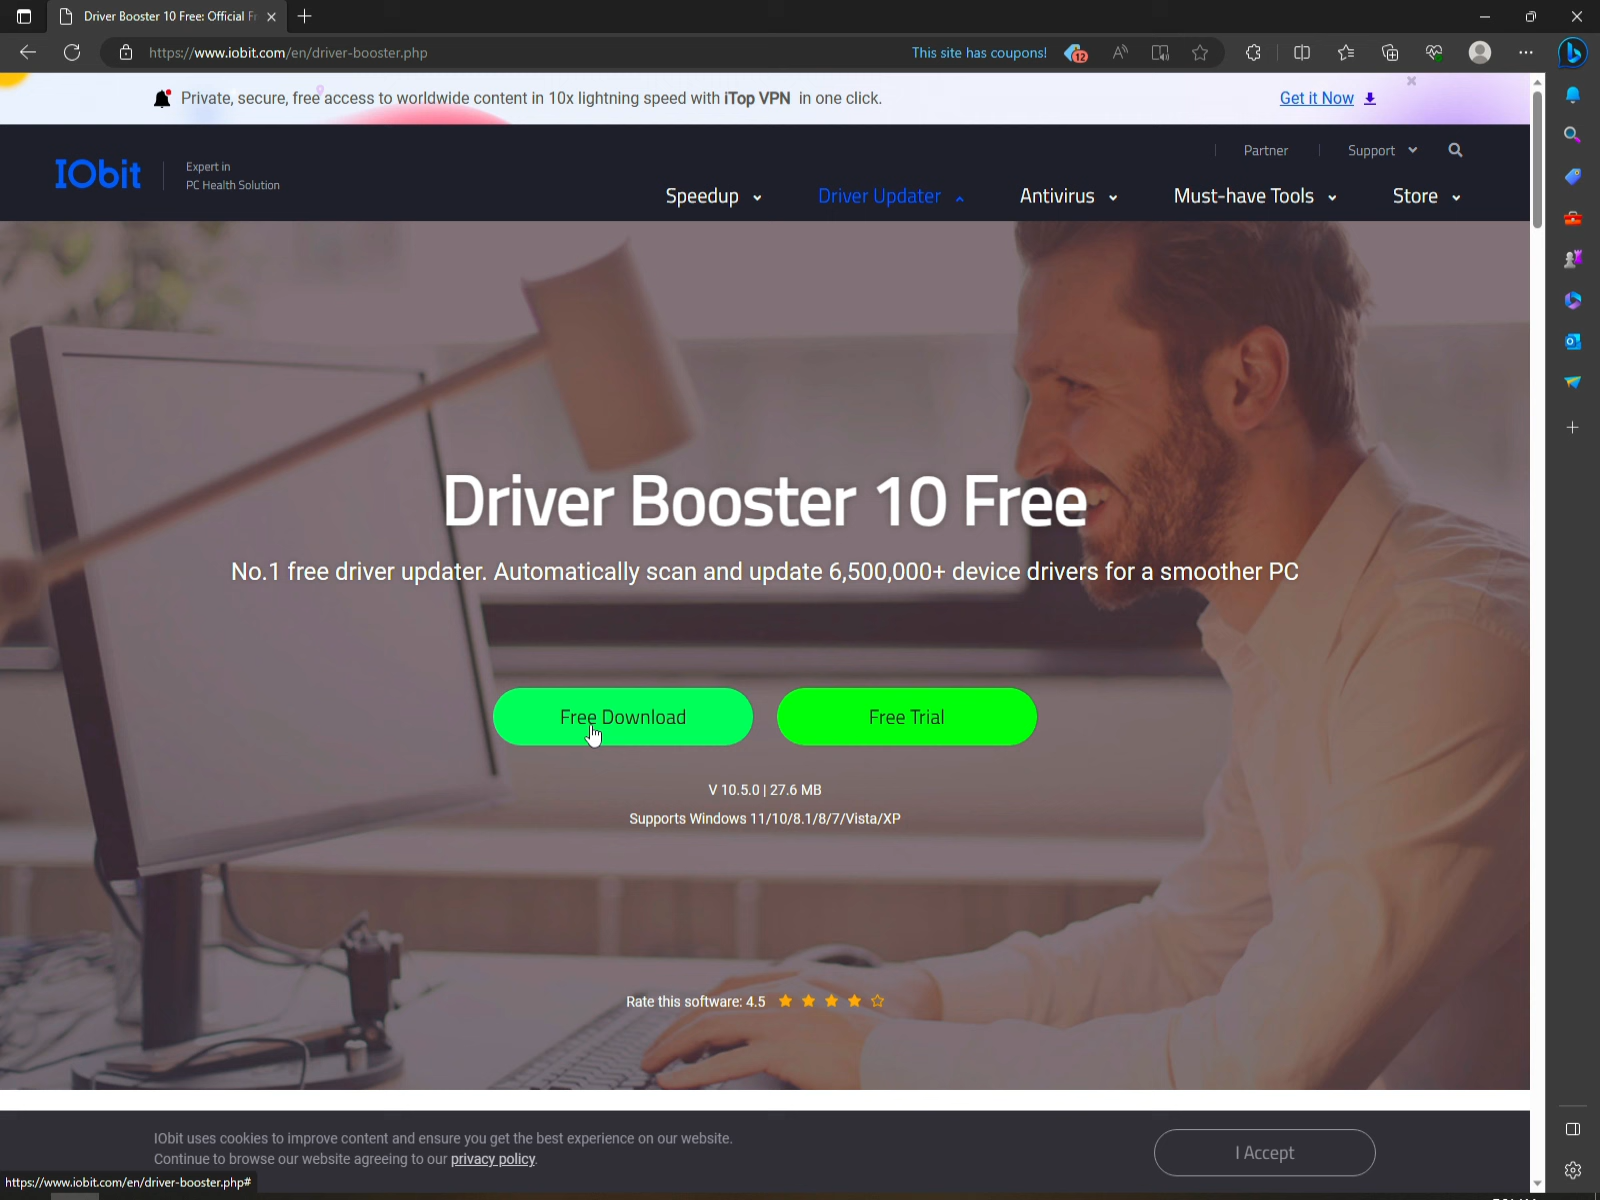 Driver Booster 10 Free: Official Fr
https://www.iobit.com/en/driver-booster.php
This site has coupons!
12
Private, secure, free access to worldwide content in 10x lightning speed with iTop VPN in one click.
Get it Now
IObit
Expert in
PC Health Solution
Partner
Support
Speedup
Driver Updater
Antivirus
Must-have Tools
Store
Driver Booster 10 Free
No.1 free driver updater. Automatically scan and update 6,500,000+ device drivers for a smoother PC
Free Download
Free Trial
V 10.5.0 | 27.6 MB
Supports Windows 11/10/8.1/8/7/Vista/XP
Rate this software: 4.5
IObit uses cookies to improve content and ensure you get the best experience on our website.
Continue to browse our website agreeing to our privacy policy.
I Accept
https://www.iobit.com/en/driver-booster.php#